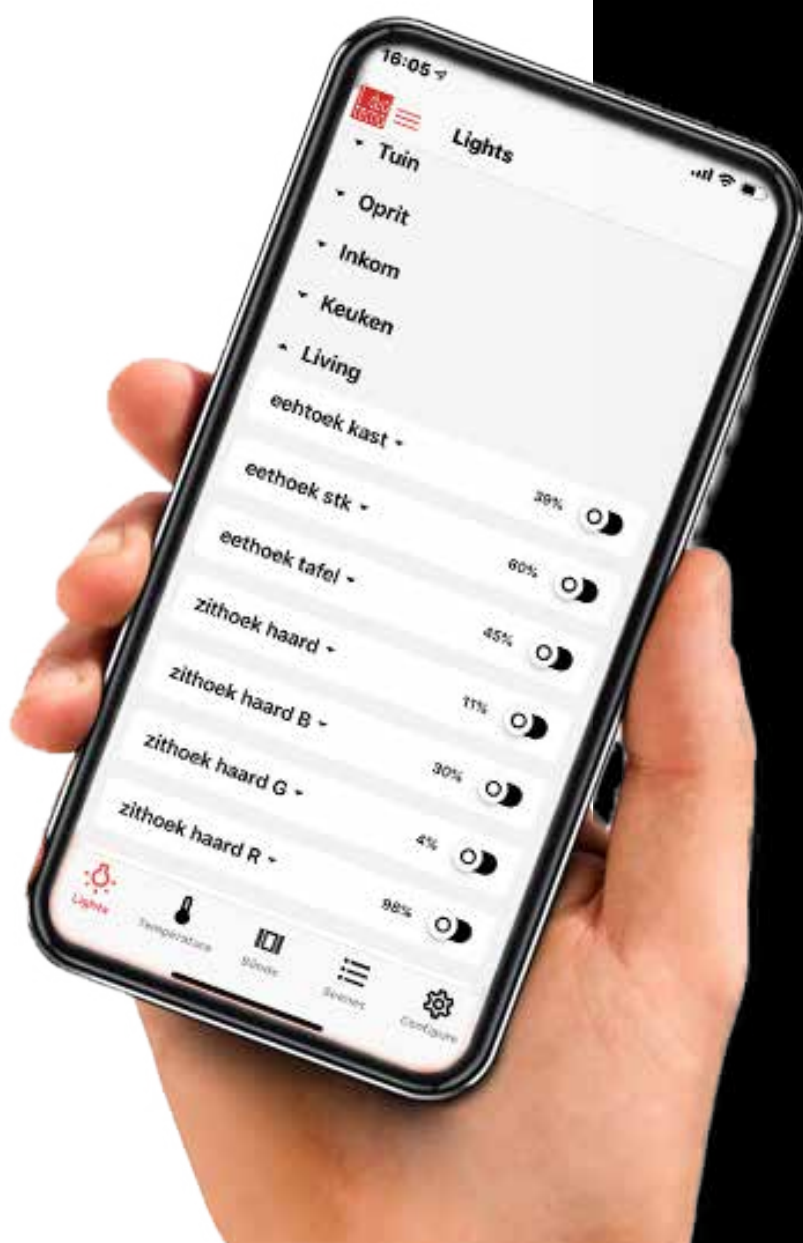 16:05
Lights
Tuin
Oprit
Inkom
Keuken
Living
eehtoek kast
39%
eethoek stk
60%
eethoek tafel
45%
zithoek haard
11%
zithoek haard B
30%
zithoek haard G
4%
zithoek haard R
98%
Lights
Temperature
Blinds
Scenes
Configure